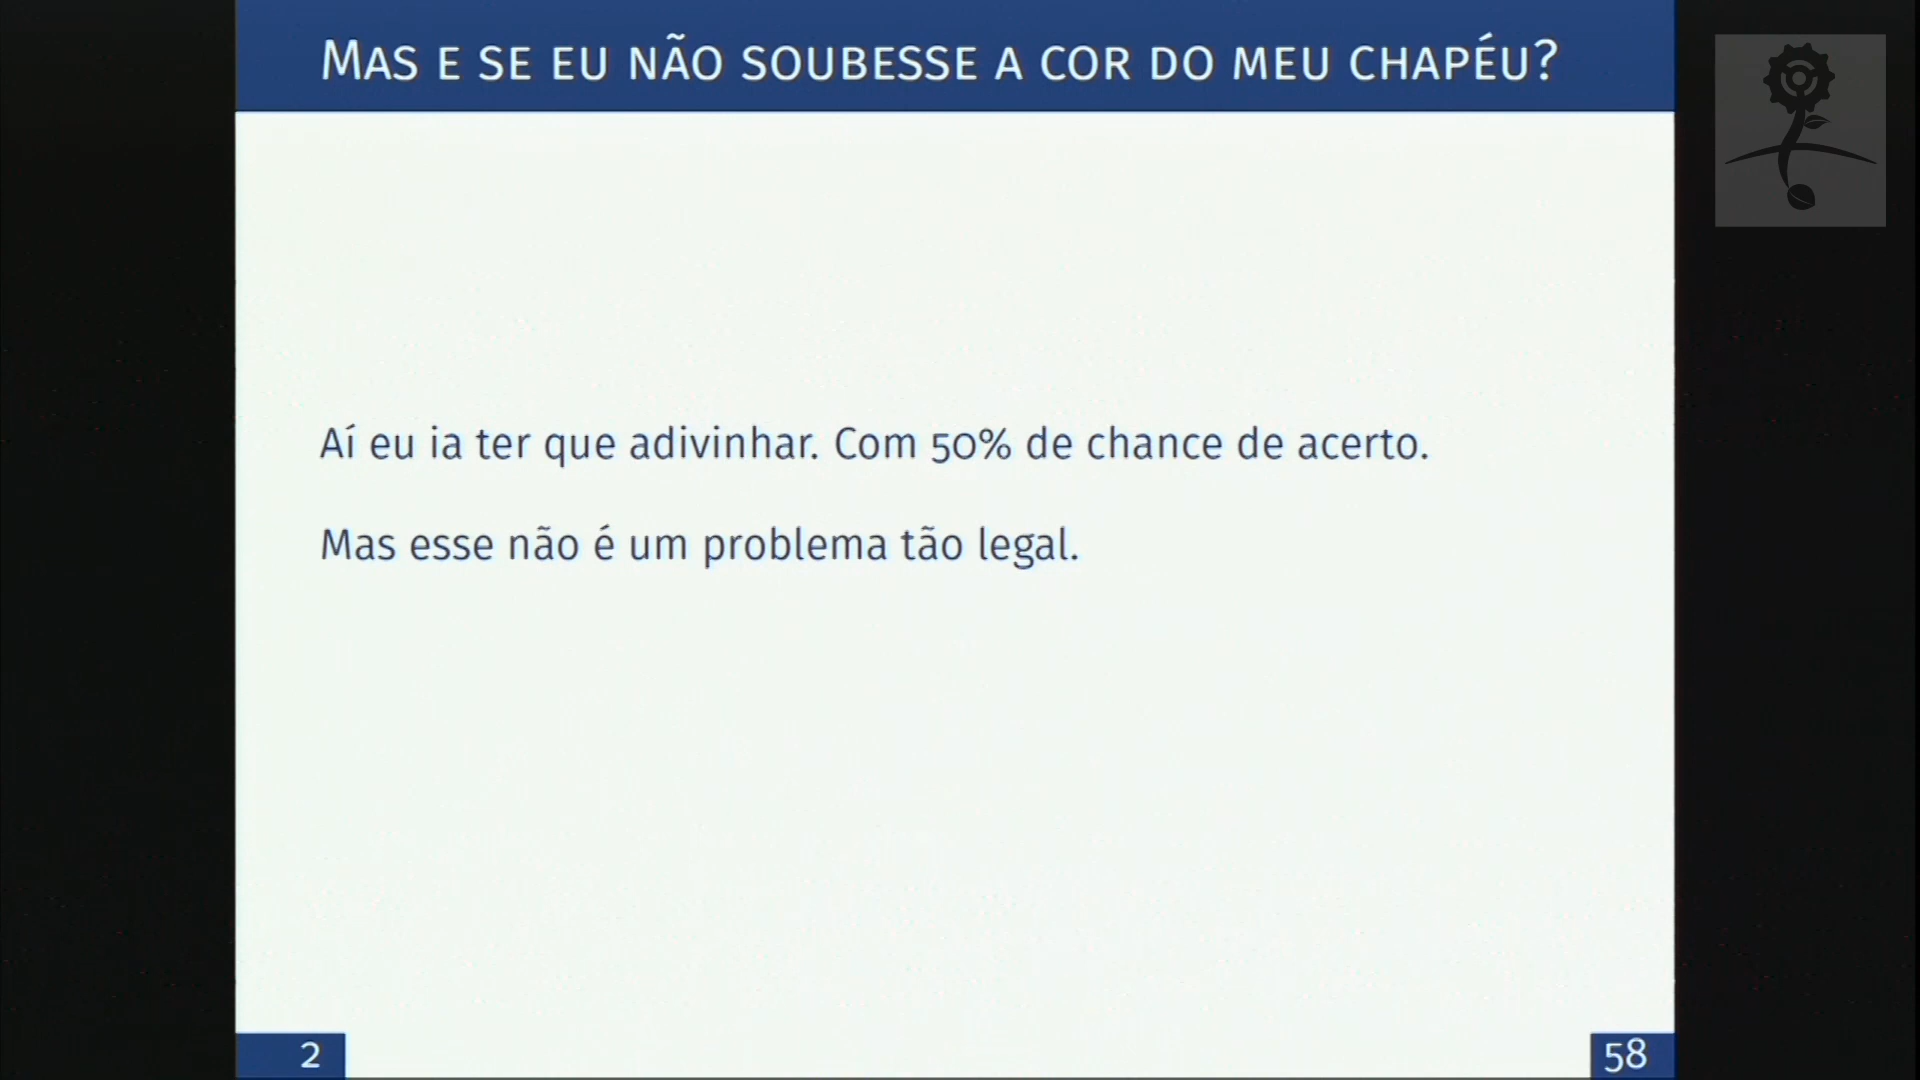 Mas e se eu não soubesse a cor do meu chapéu?
Aí eu ia ter que adivinhar. Com 50% de chance de acerto.
Mas esse não é um problema tão legal.
2
58